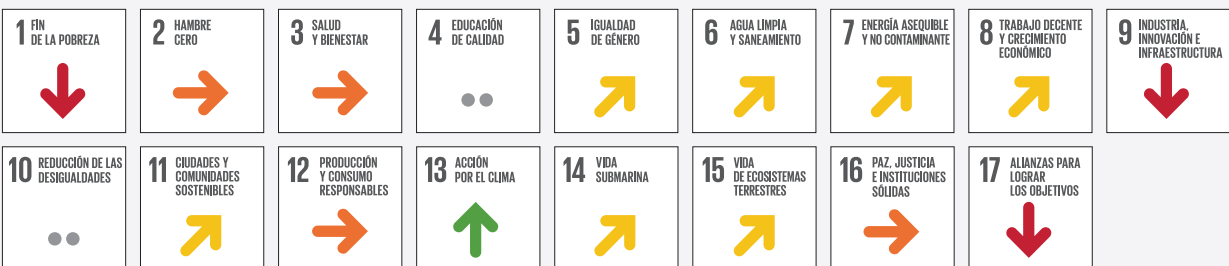 1 FIN
DE LA POBREZA
2 HAMBRE
CERO
3 SALUD
Y BIENESTAR
4 EDUCACIÓN
DE CALIDAD
5 IGUALDAD
DE GÉNERO
6 AGUA LIMPIA
Y SANEAMIENTO
7 ENERGÍA ASEQUIBLE
Y NO CONTAMINANTE
8 TRABAJO DECENTE
Y CRECIMIENTO
ECONÓMICO
9 INDUSTRIA,
INNOVACIÓN E
INFRAESTRUCTURA
10 REDUCCIÓN DE LAS
DESIGUALDADES
11 CIUDADES Y
COMUNIDADES
SOSTENIBLES
12 PRODUCCIÓN
Y CONSUMO
RESPONSABLES
13 ACCIÓN
POR EL CLIMA
14 VIDA
SUBMARINA
15 VIDA
DE ECOSISTEMAS
TERRESTRES
16 PAZ, JUSTICIA
E INSTITUCIONES
SÓLIDAS
17 ALIANZAS PARA
LOGRAR
LOS OBJETIVOS